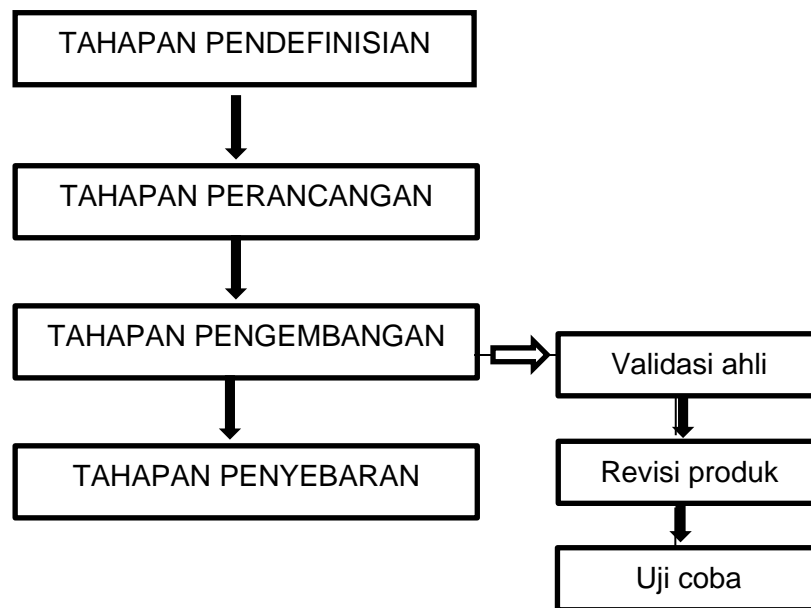 TAHAPAN PENDEFINISIAN
TAHAPAN PERANCANGAN
TAHAPAN PENGEMBANGAN
Validasi ahli
TAHAPAN PENYEBARAN
Revisi produk
Uji coba